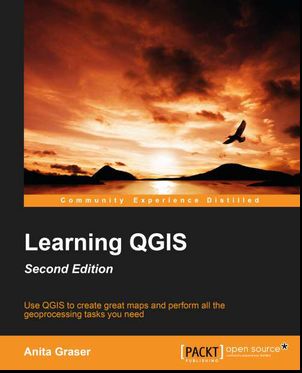 Community Experience Distilled
Learning QGIS
Second Edition
Use QGIS to create great maps and perform all the
geoprocessing tasks you need
Anita Graser
[PACKT] open source*
PUBLISHING